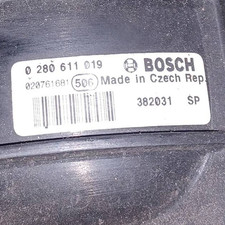 0 280 611 019 BOSCH
020761681 506 Made in Czech Rep.
382031 SP